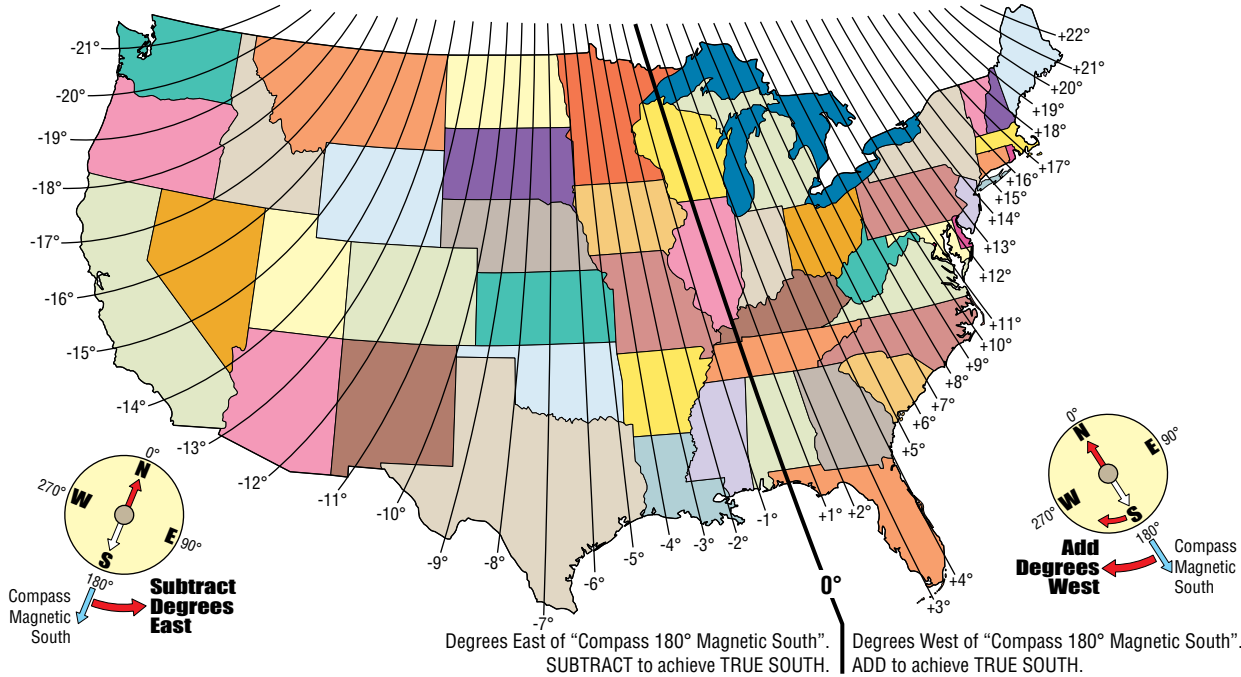 -21°
-20°
-19°
-18°
-17°
-16°
-15°
-14°
-13°
-12°
-11°
-10°
-9°
-8°
-7°
-6°
-5°
-4°
-3°
-2°
-1°
0°
+1°
+2°
+3°
+4°
+5°
+6°
+7°
+8°
+9°
+10°
+11°
+12°
+13°
+14°
+15°
+16°
+17°
+18°
+19°
+20°
+21°
+22°
0°
N
270°
W
E
90°
S
180°
Compass
Magnetic
South
Subtract
Degrees
East
0°
N
E
90°
W
270°
S
180°
Add
Degrees
West
Compass
Magnetic
South
Degrees East of “Compass 180° Magnetic South”.
SUBTRACT to achieve TRUE SOUTH.
Degrees West of “Compass 180° Magnetic South”.
ADD to achieve TRUE SOUTH.